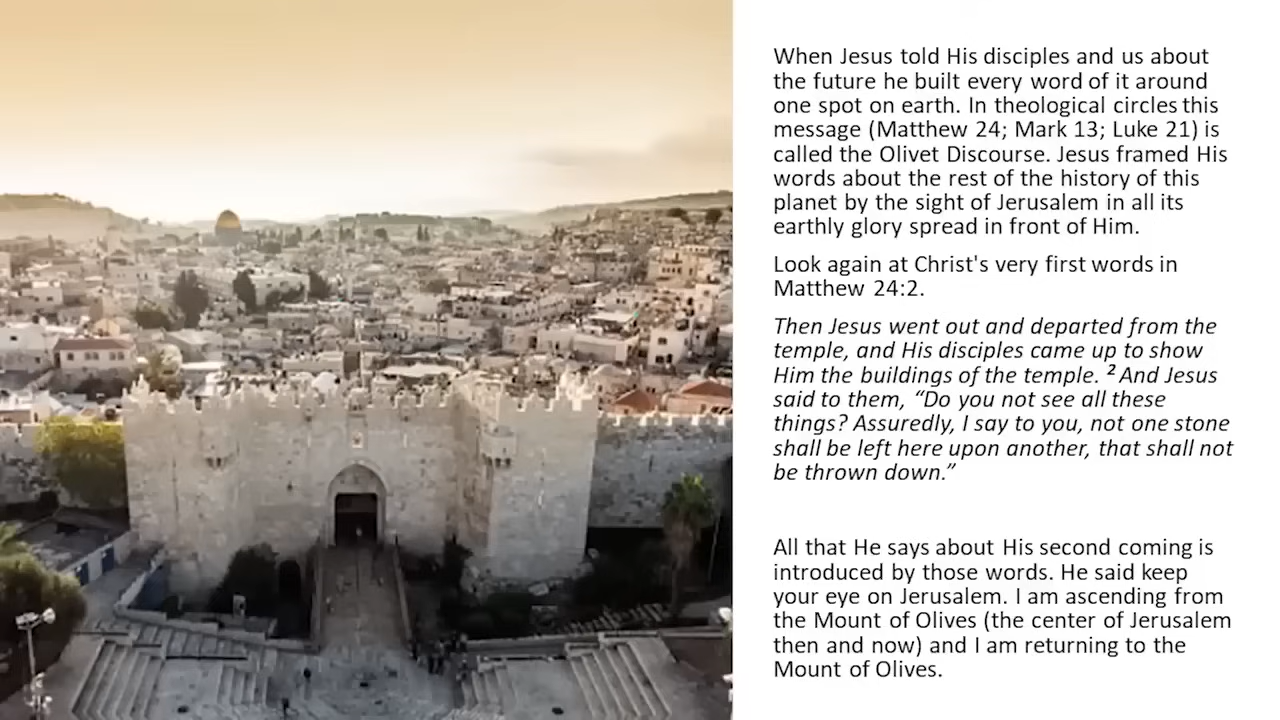 When Jesus told His disciples and us about
the future he built every word of it around
one spot on earth. In theological circles this
message (Matthew 24; Mark 13; Luke 21) is
called the Olivet Discourse. Jesus framed His
words about the rest of the history of this
planet by the sight of Jerusalem in all its
earthly glory spread in front of Him.
Look again at Christ's very first words in
Matthew 24:2.
Then Jesus went out and departed from the
temple, and His disciples came up to show
Him the buildings of the temple. ² And Jesus
said to them, “Do you not see all these
things? Assuredly, I say to you, not one stone
shall be left here upon another, that shall not
be thrown down.”
All that He says about His second coming is
introduced by those words. He said keep
your eye on Jerusalem. I am ascending from
the Mount of Olives (the center of Jerusalem
then and now) and I am returning to the
Mount of Olives.